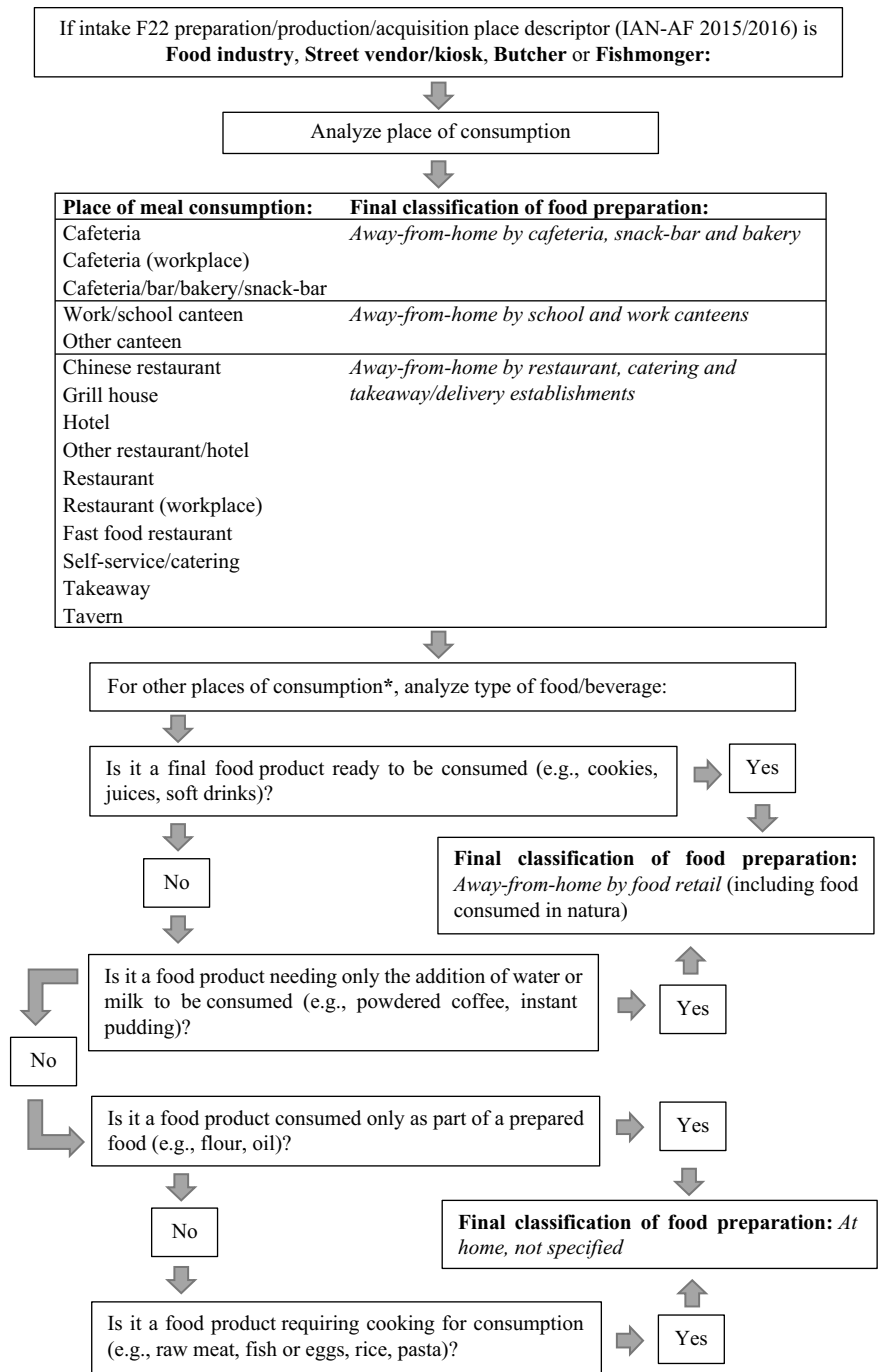 If intake F22 preparation/production/acquisition place descriptor (IAN-AF 2015/2016) is
Food industry, Street vendor/kiosk, Butcher or Fishmonger:
Analyze place of consumption
Place of meal consumption: Final classification of food preparation:
Cafeteria Away-from-home by cafeteria, snack-bar and bakery
Cafeteria (workplace)
Cafeteria/bar/bakery/snack-bar
Work/school canteen Away-from-home by school and work canteens
Other canteen
Chinese restaurant Away-from-home by restaurant, catering and
Grill house takeaway/delivery establishments
Hotel
Other restaurant/hotel
Restaurant
Restaurant (workplace)
Fast food restaurant
Self-service/catering
Takeaway
Tavern
For other places of consumption*, analyze type of food/beverage:
Is it a final food product ready to be consumed (e.g., cookies,
juices, soft drinks)?
Yes
No
Final classification of food preparation:
Away-from-home by food retail (including food
consumed in natura)
Is it a food product needing only the addition of water or
milk to be consumed (e.g., powdered coffee, instant
pudding)?
Yes
No
Is it a food product consumed only as part of a prepared
food (e.g., flour, oil)?
Yes
No
Final classification of food preparation: At
home, not specified
Is it a food product requiring cooking for consumption
(e.g., raw meat, fish or eggs, rice, pasta)?
Yes